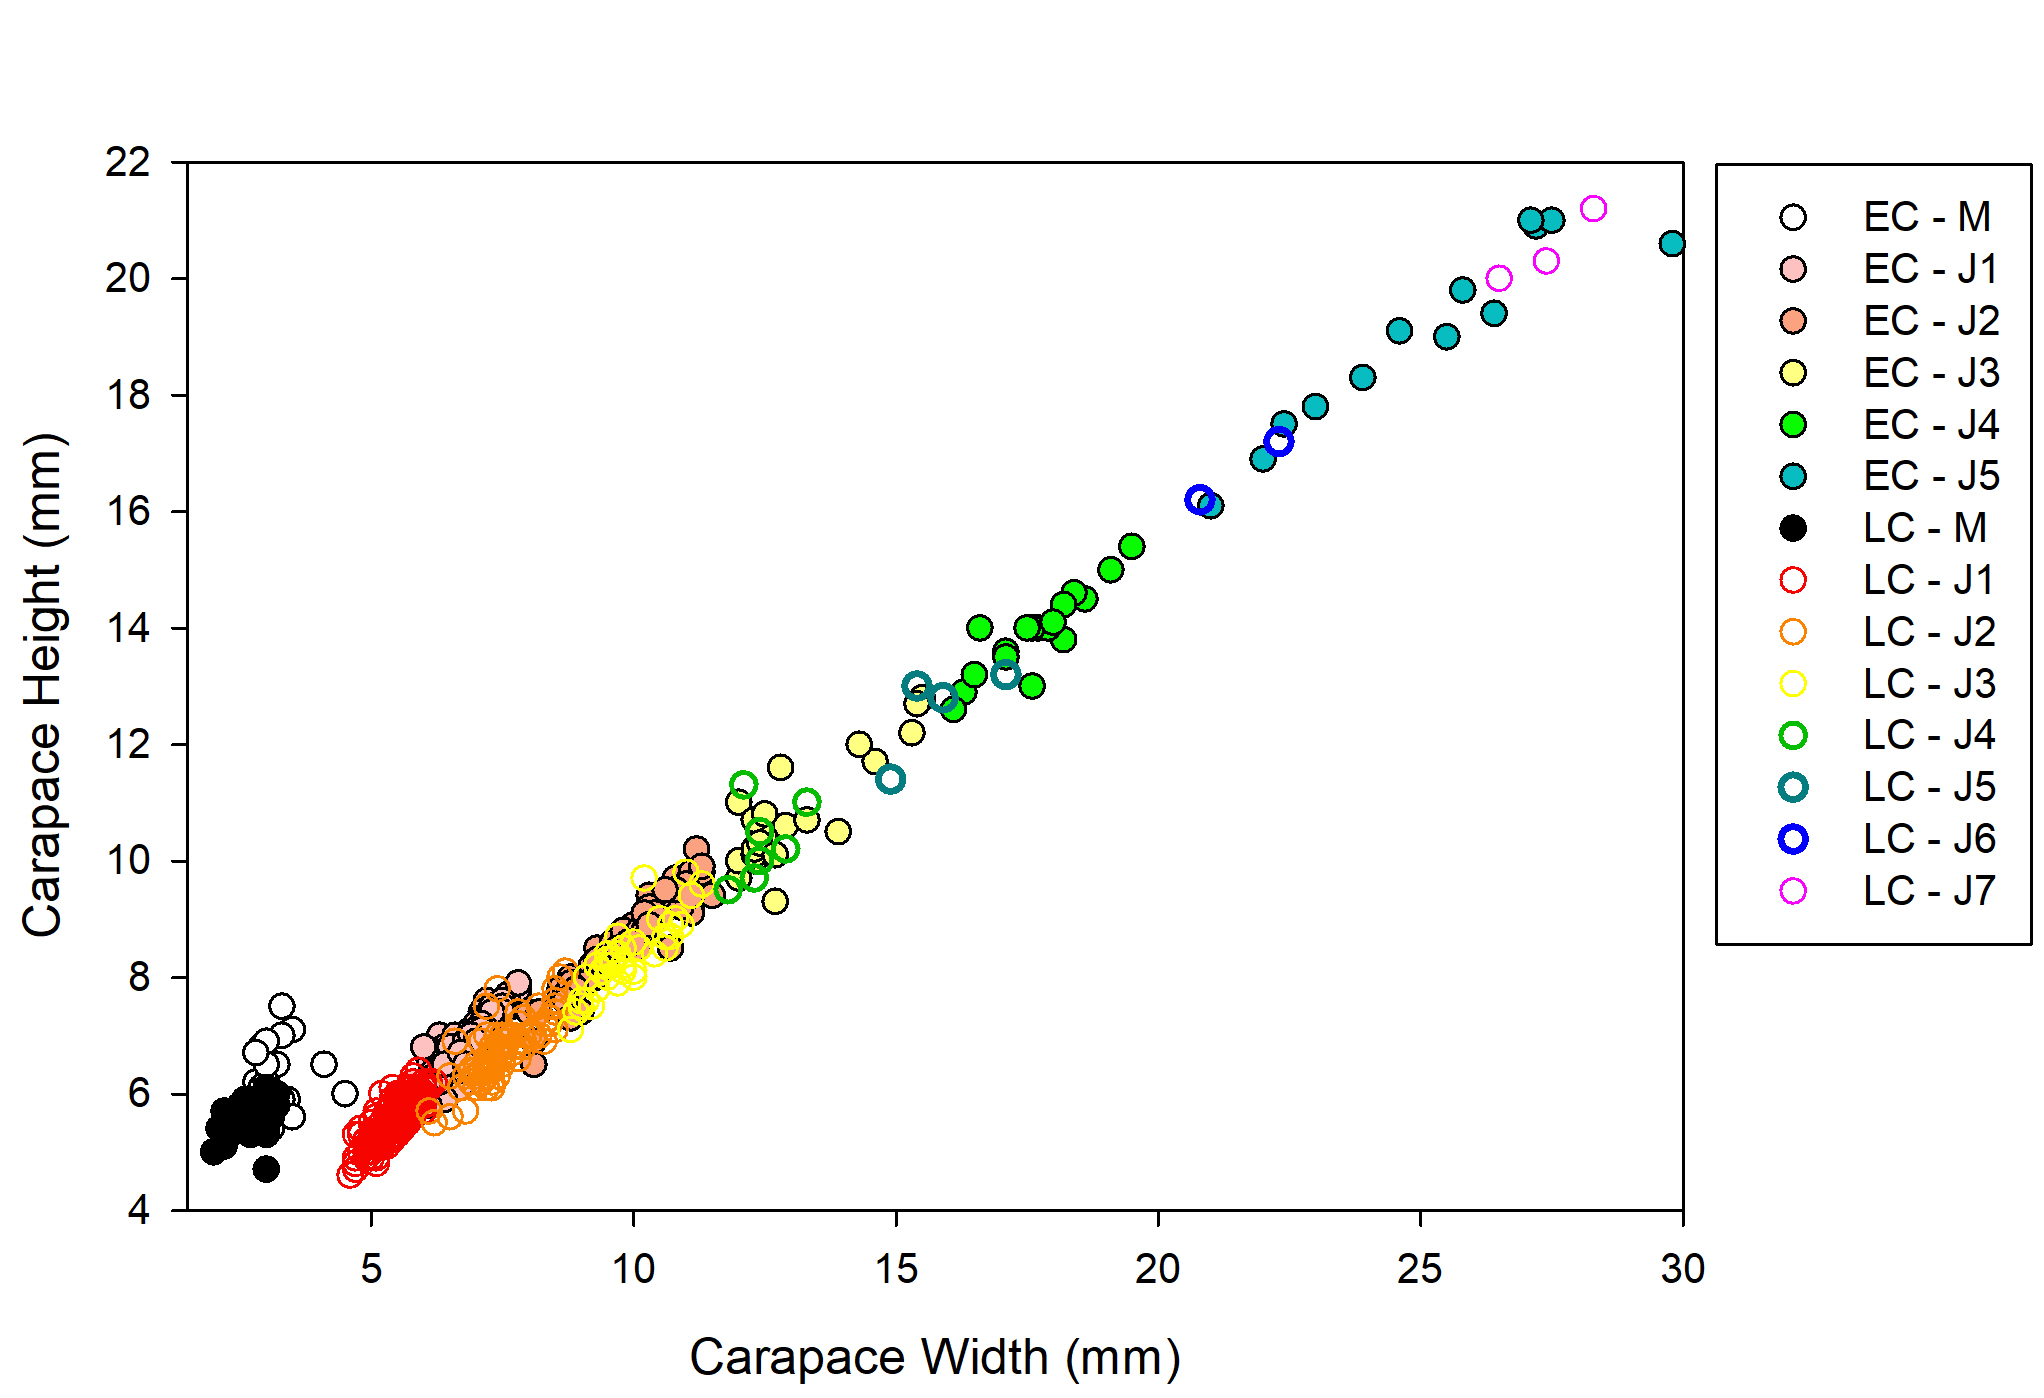 22
20
18
16
14
12
10
8
6
4
Carapace Height (mm)
5 10 15 20 25 30
Carapace Width (mm)
EC - M
EC - J1
EC - J2
EC - J3
EC - J4
EC - J5
LC - M
LC - J1
LC - J2
LC - J3
LC - J4
LC - J5
LC - J6
LC - J7